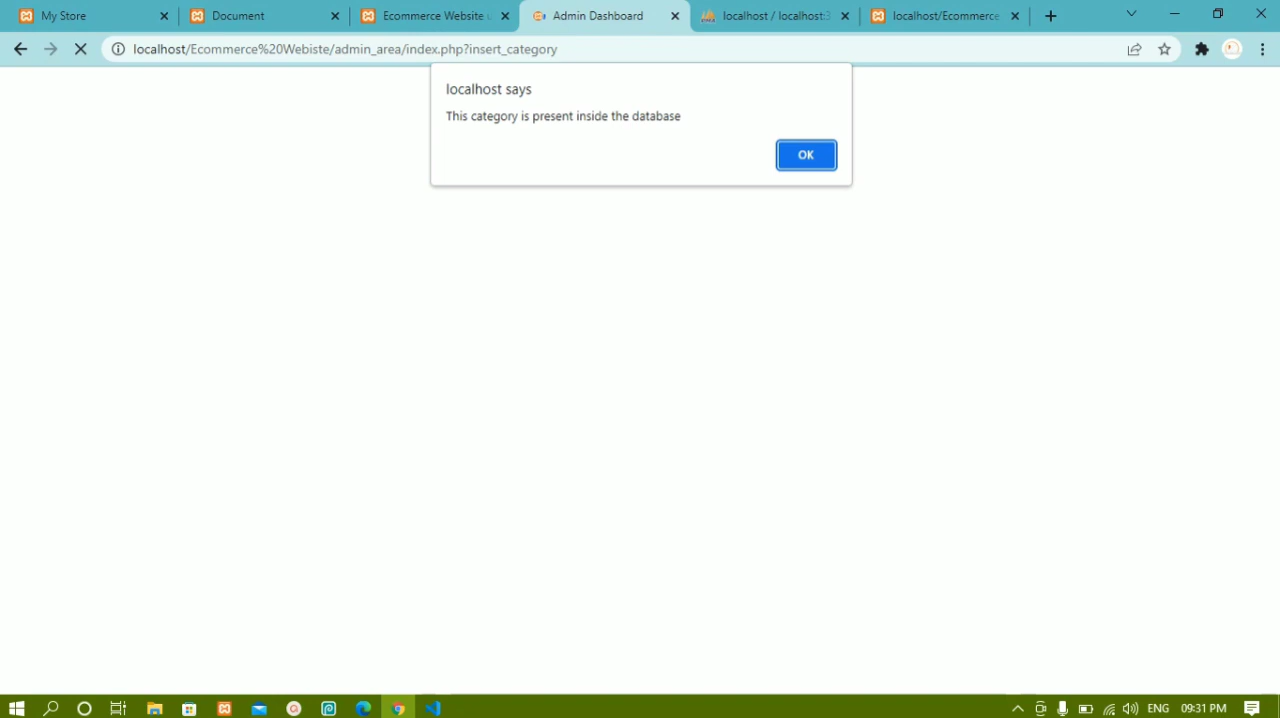 My Store
Document
Ecommerce Website u
Admin Dashboard
localhost / localhost:3
localhost/Ecommerce
localhost/Ecommerce%20Webiste/admin_area/index.php?insert_category
localhost says
This category is present inside the database
OK
ENG
09:31 PM